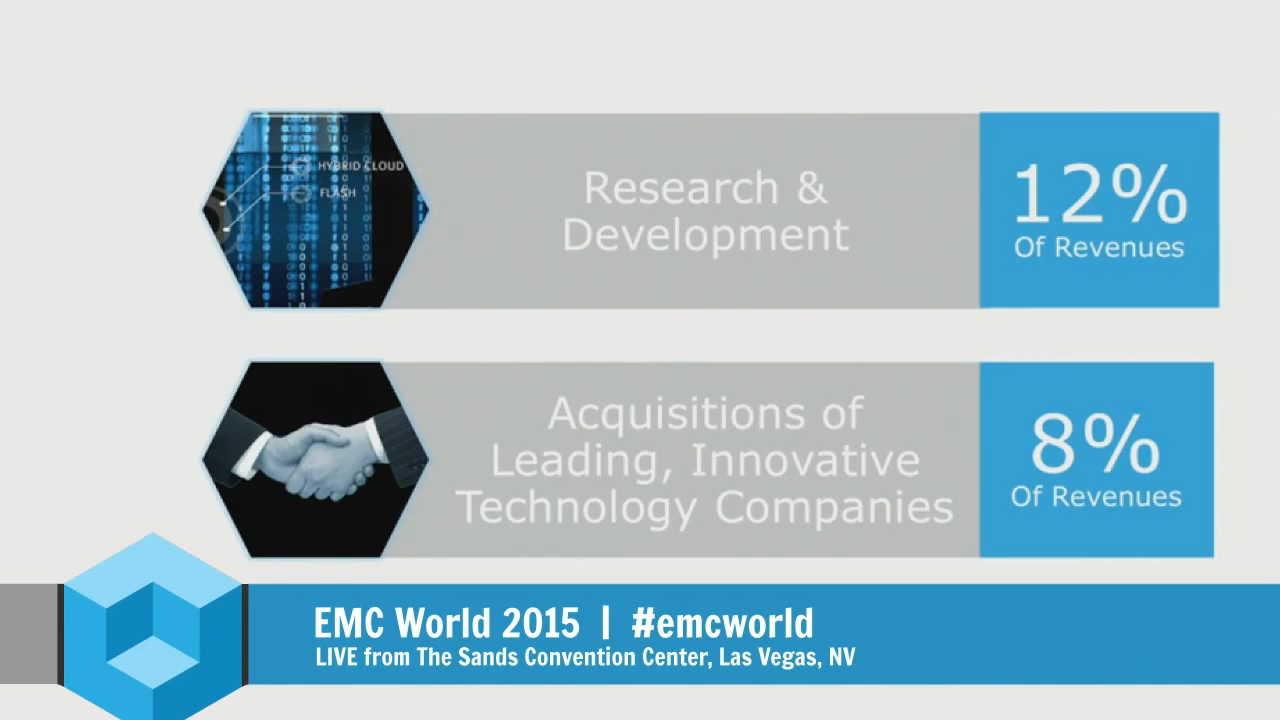 HYBRID CLOUD
FLASH
Research &
Development
12%
Of Revenues
Acquisitions of
Leading, Innovative
Technology Companies
8%
Of Revenues
EMC World 2015 | #emcworld
LIVE from The Sands Convention Center, Las Vegas, NV